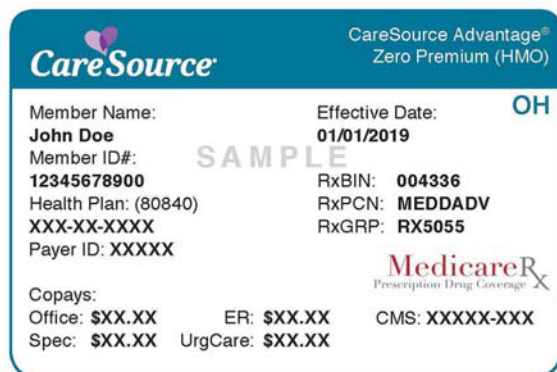 CareSource
CareSource Advantage®
Zero Premium (HMO)
OH
Member Name:
John Doe
Member ID#:
12345678900
Health Plan: (80840)
XXX-XX-XXXX
Payer ID: XXXXX
Effective Date:
01/01/2019
SAMPLE
RxBIN: 004336
RxPCN: MEDDADV
RxGRP: RX5055
MedicareRx
Prescription Drug Coverage
Copays:
Office: $XX.XX ER: $XX.XX CMS: XXXXX-XXX
Spec: $XX.XX UrgCare: $XX.XX